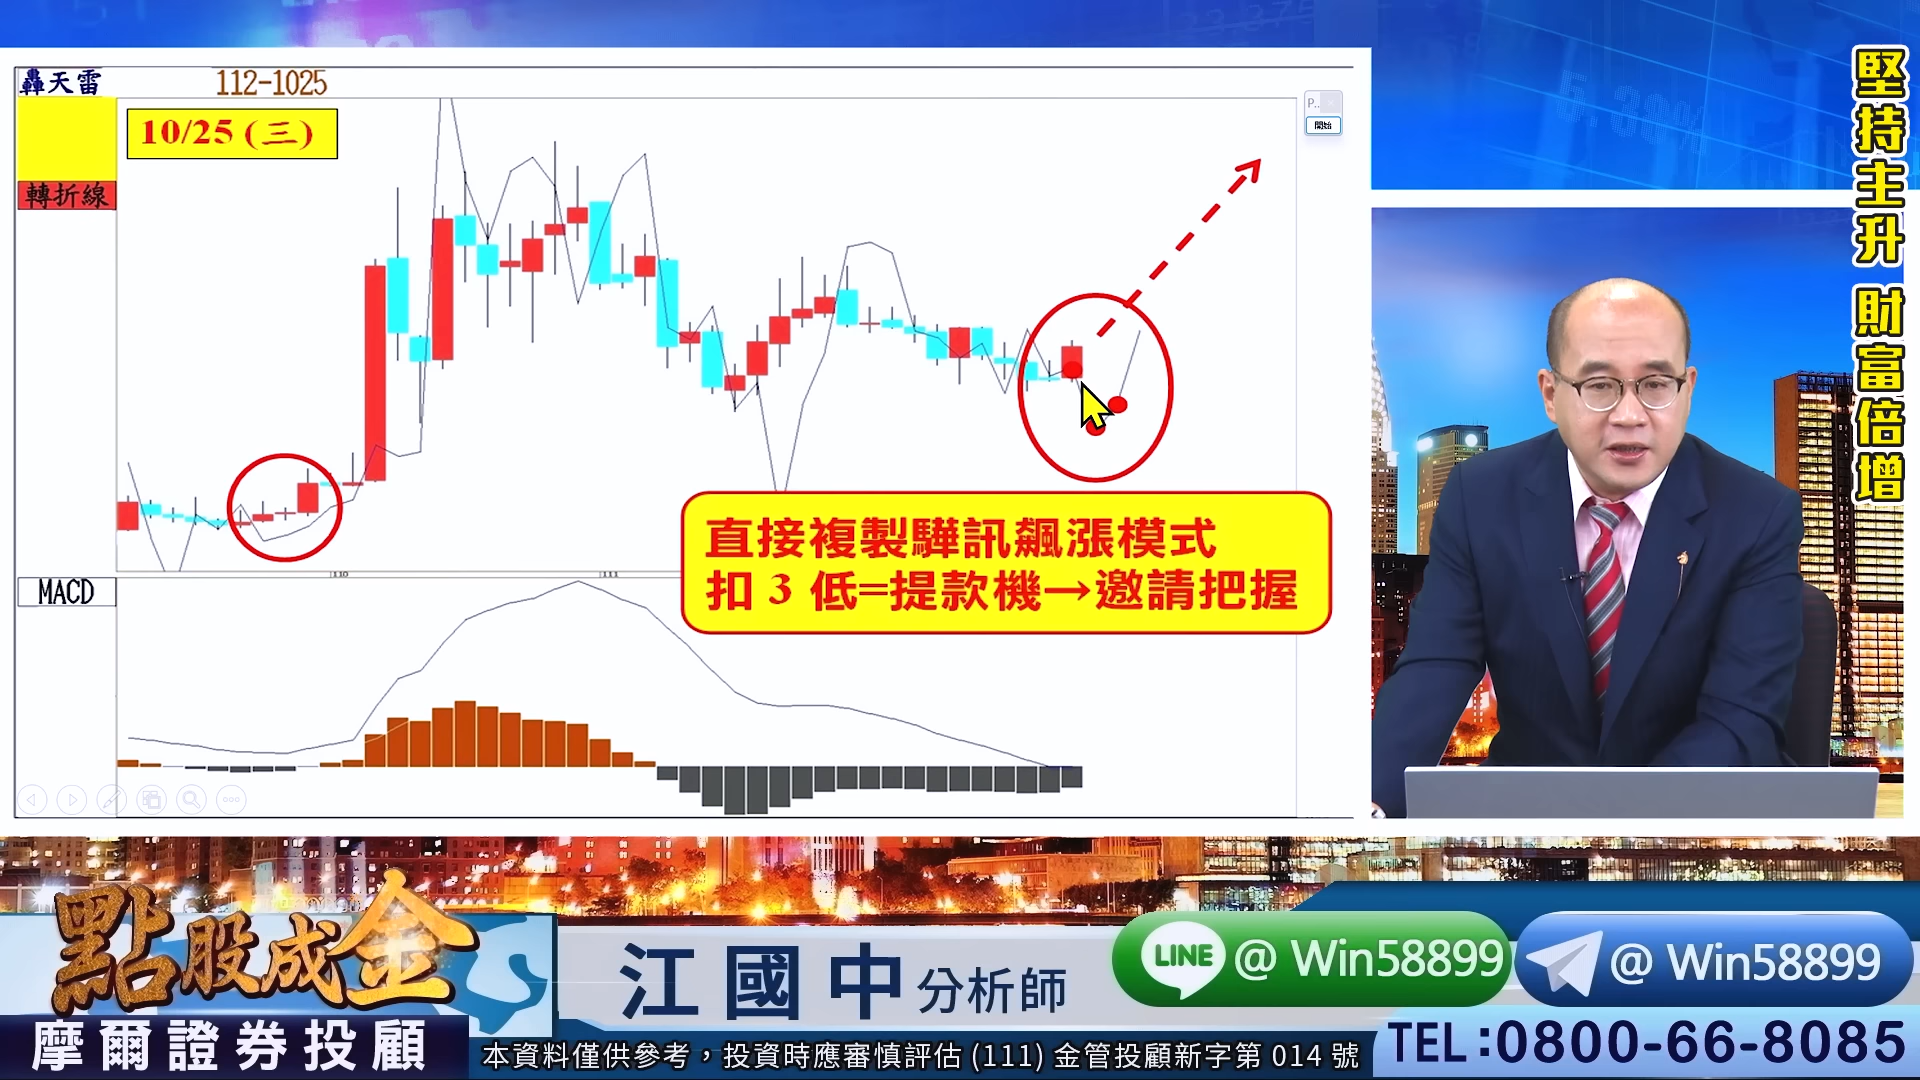 轟天雷
112-1025
10/25 (三)
轉折線
P..
開始
堅持主升 財富倍增
直接複製驊訊飆漲模式
扣 3 低=提款機→邀請把握
110
111
MACD
點股成金
摩爾證券投顧
江國中 分析師
LINE @ Win58899
@ Win58899
TEL:0800-66-8085
本資料僅供參考，投資時應審慎評估 (111) 金管投顧新字第 014 號